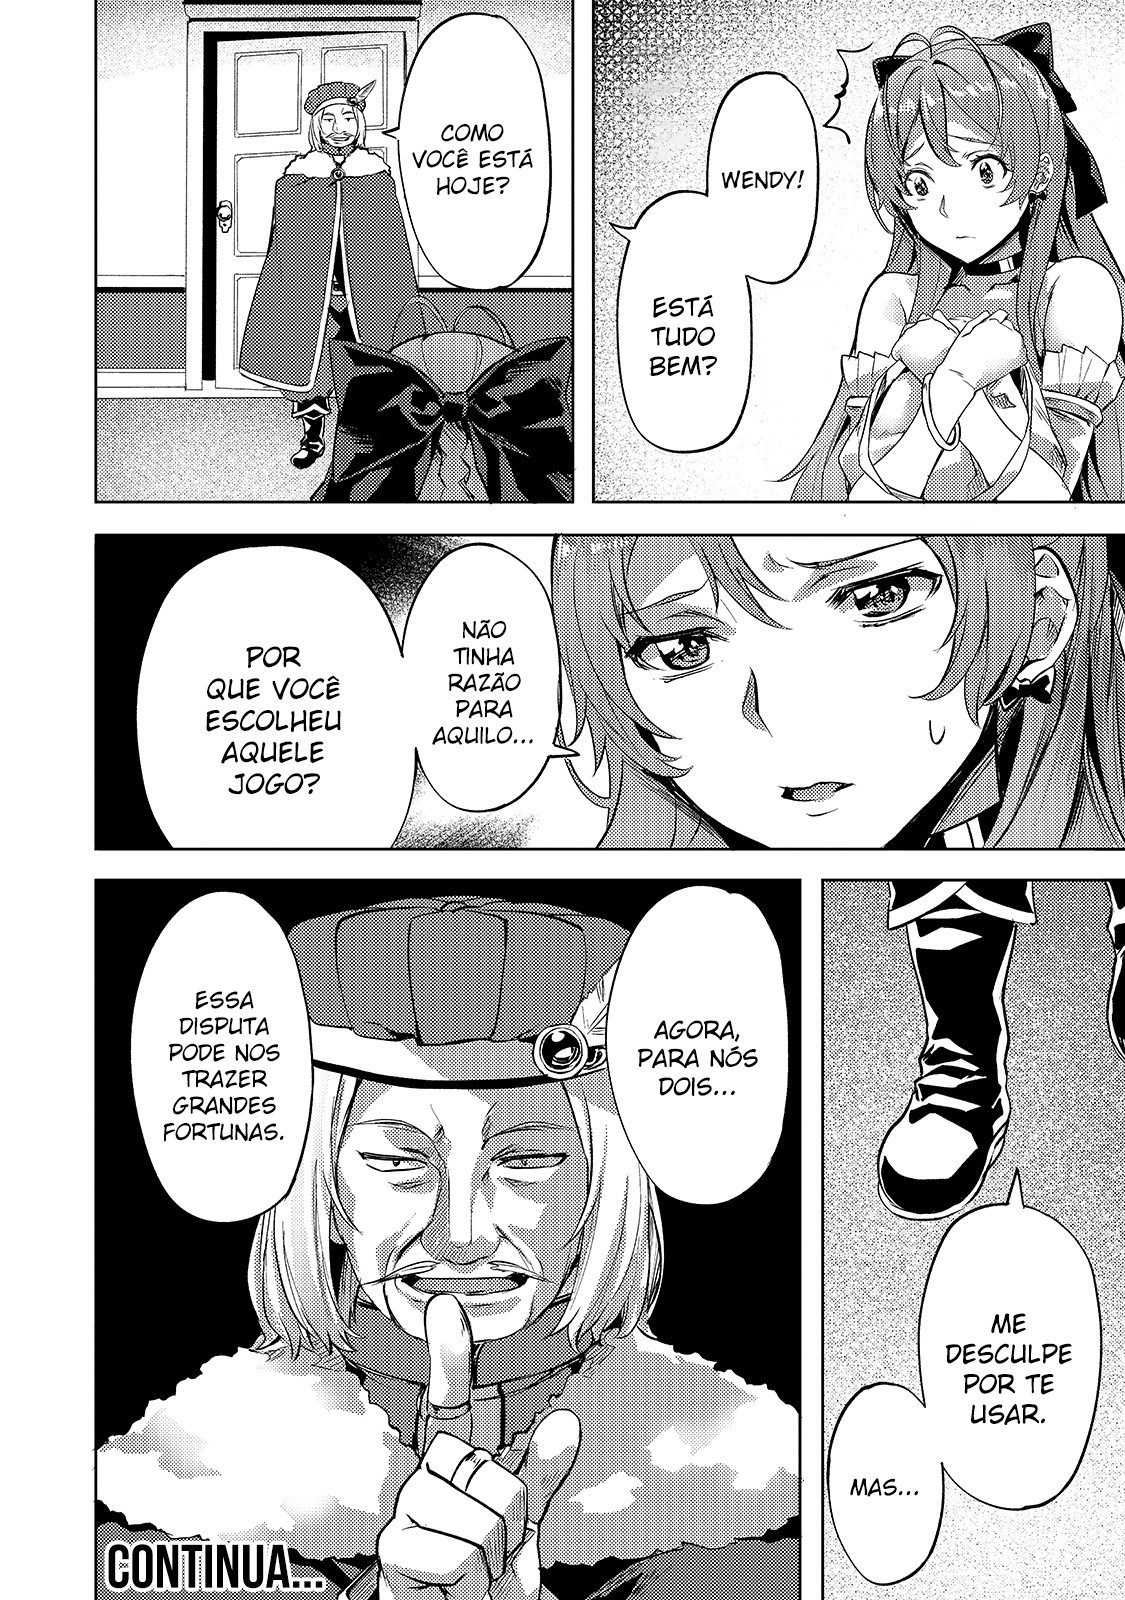 WENDY!
ESTÁ
TUDO
BEM?
COMO
VOCÊ ESTÁ
HOJE?
NÃO
TINHA
RAZÃO
PARA
AQUILO...
POR
QUE VOCÊ
ESCOLHEU
AQUELE
JOGO?
ME
DESCULPE
POR TE
USAR.
MAS...
AGORA,
PARA NÓS
DOIS...
ESSA
DISPUTA
PODE NOS
TRAZER
GRANDES
FORTUNAS.
CONTINUA...